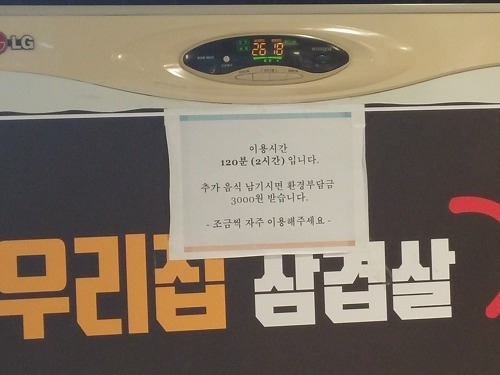 LG
26 18
이용시간
120분 (2시간) 입니다.
추가 음식 남기시면 환경부담금
3000원 받습니다.
- 조금씩 자주 이용해주세요 -
우리집 삼겹살